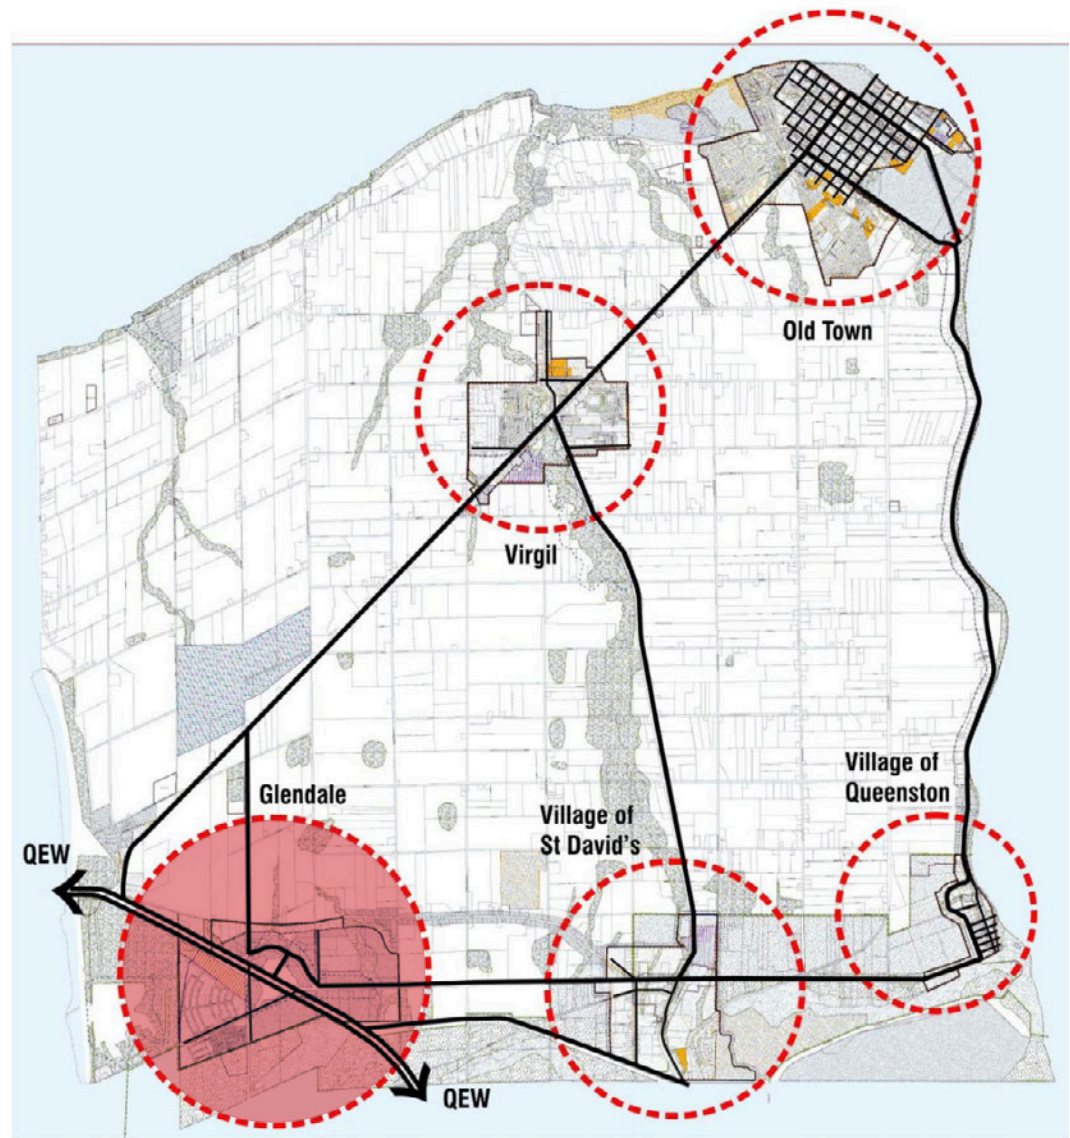 Old Town
Virgil
Village of
Queenston
Glendale
Village of
St David's
QEW
QEW